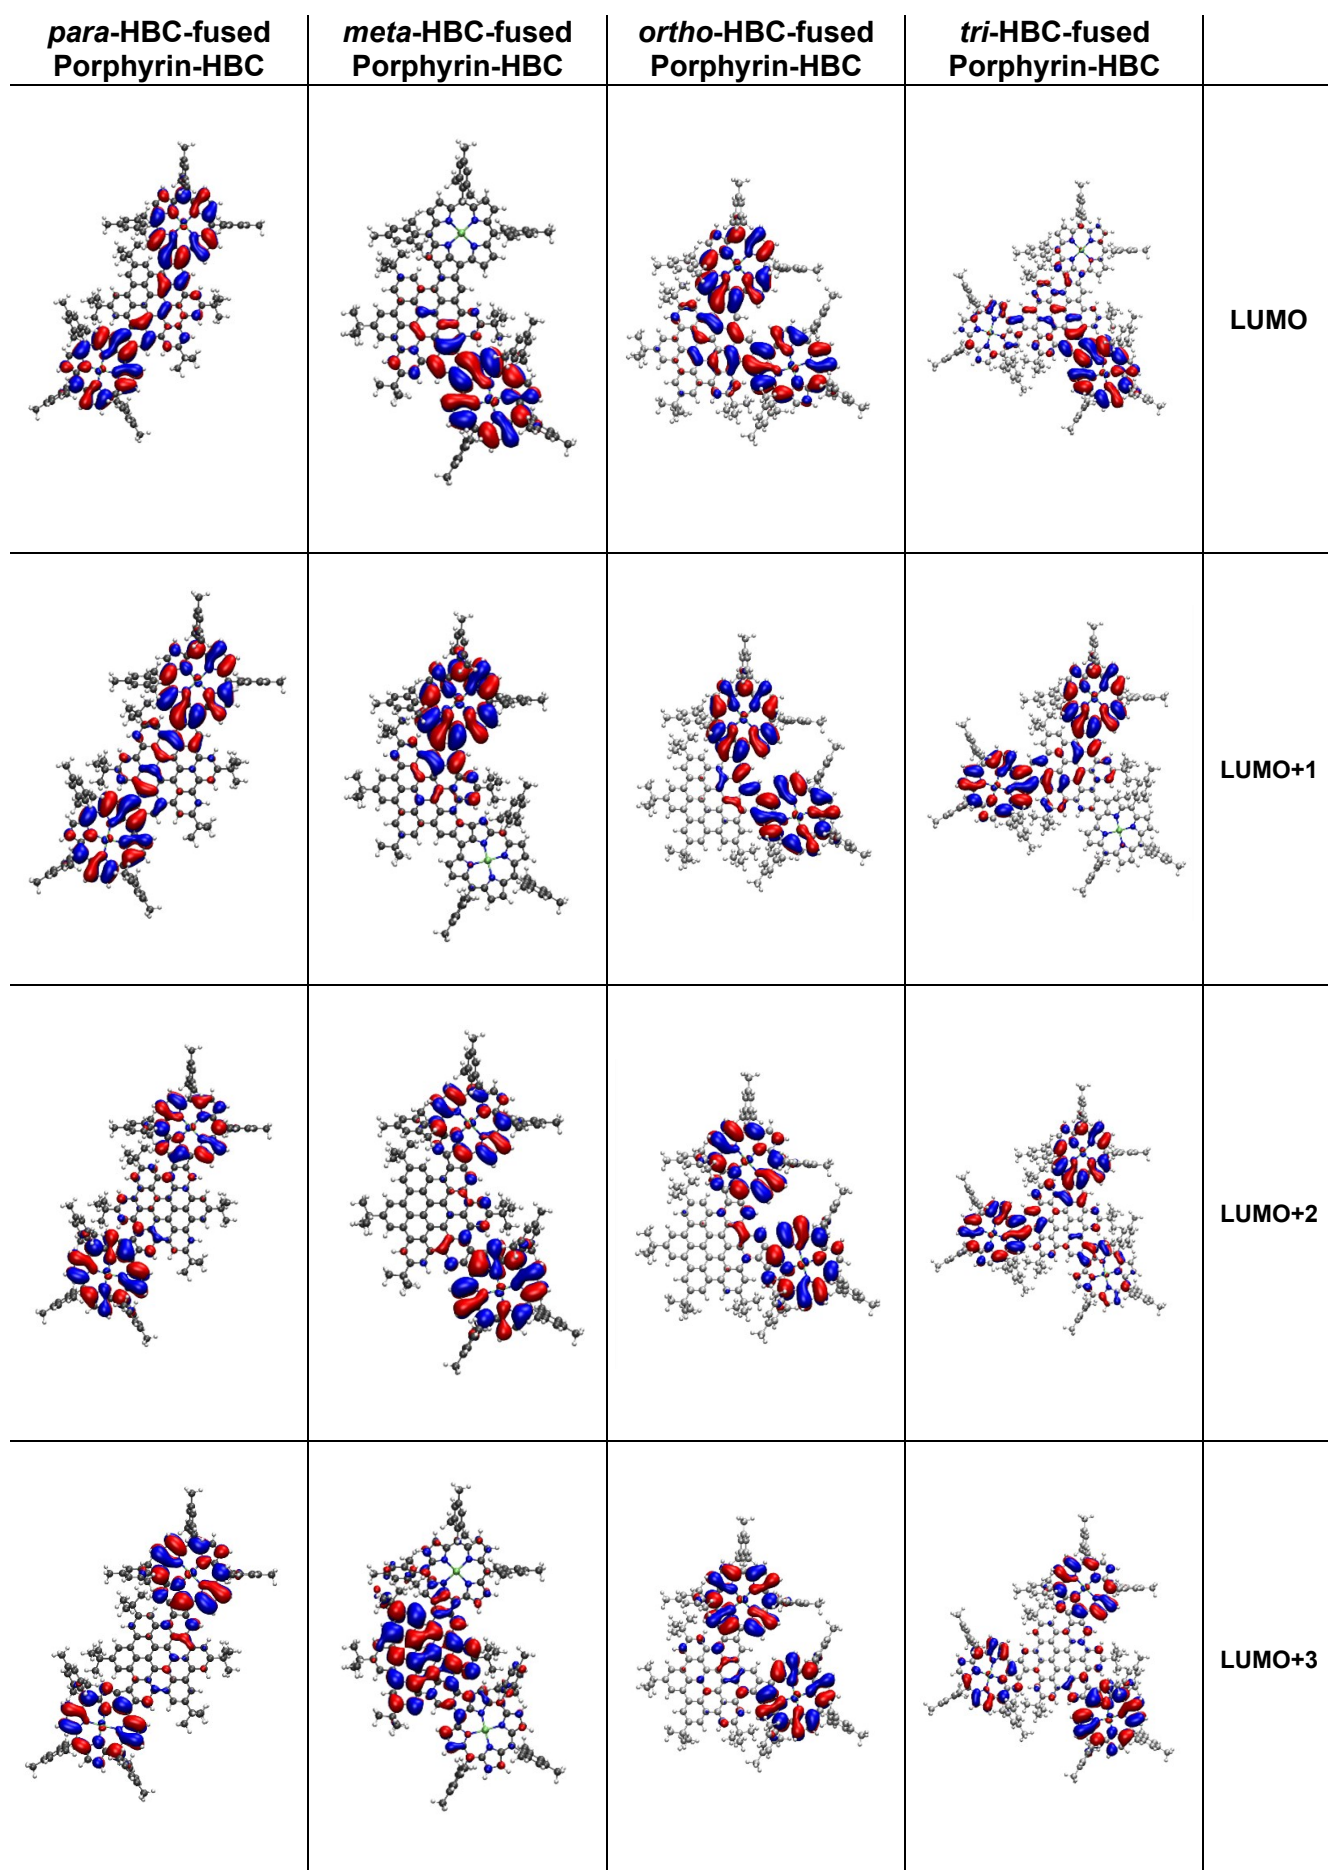 para-HBC-fused
Porphyrin-HBC
meta-HBC-fused
Porphyrin-HBC
ortho-HBC-fused
Porphyrin-HBC
tri-HBC-fused
Porphyrin-HBC
LUMO
LUMO+1
LUMO+2
LUMO+3